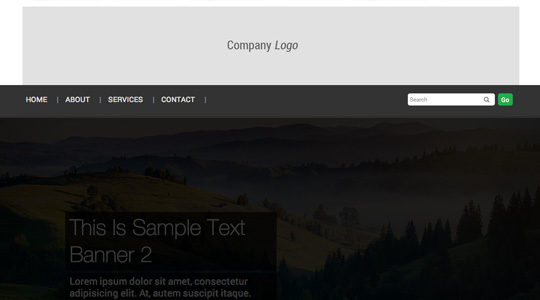 Company Logo
HOME | ABOUT | SERVICES | CONTACT |
Search
Go
This Is Sample Text
Banner 2
Lorem ipsum dolor sit amet, consectetur
adipisicing elit. At, autem suscipit itaque.